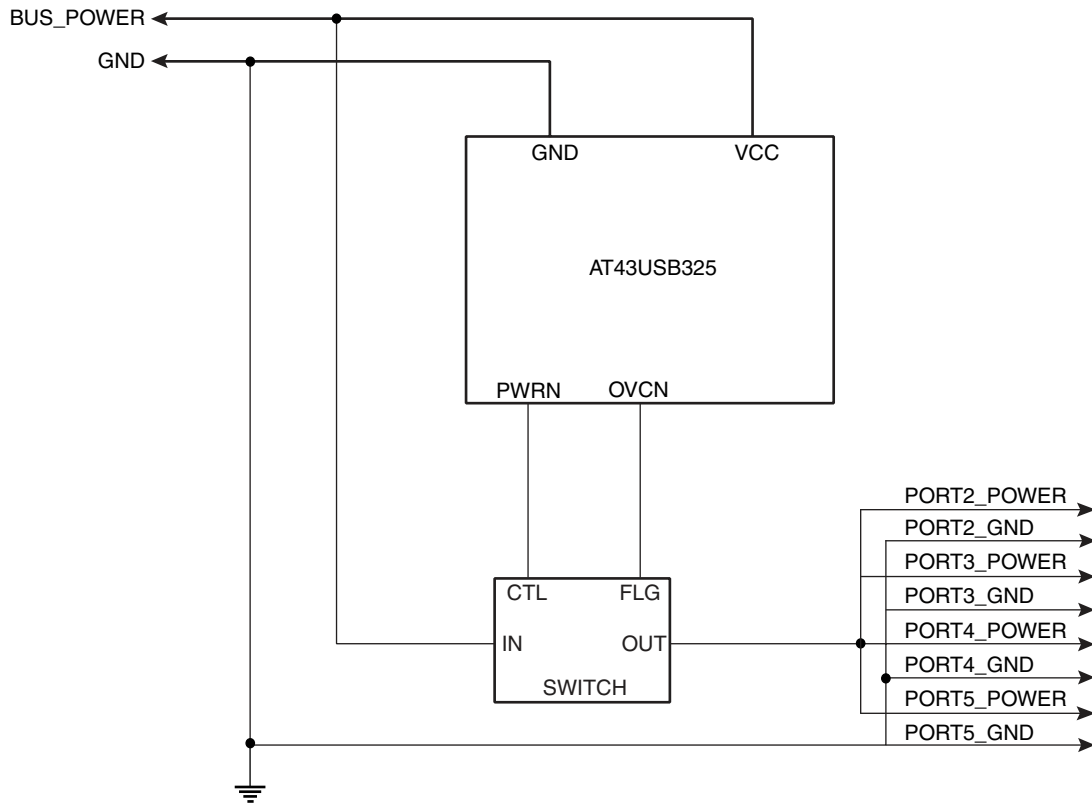 BUS_POWER
GND
GND
VCC
AT43USB325
PWRN
OVCN
PORT2_POWER
PORT2_GND
PORT3_POWER
PORT3_GND
PORT4_POWER
PORT4_GND
PORT5_POWER
PORT5_GND
CTL
FLG
IN
OUT
SWITCH